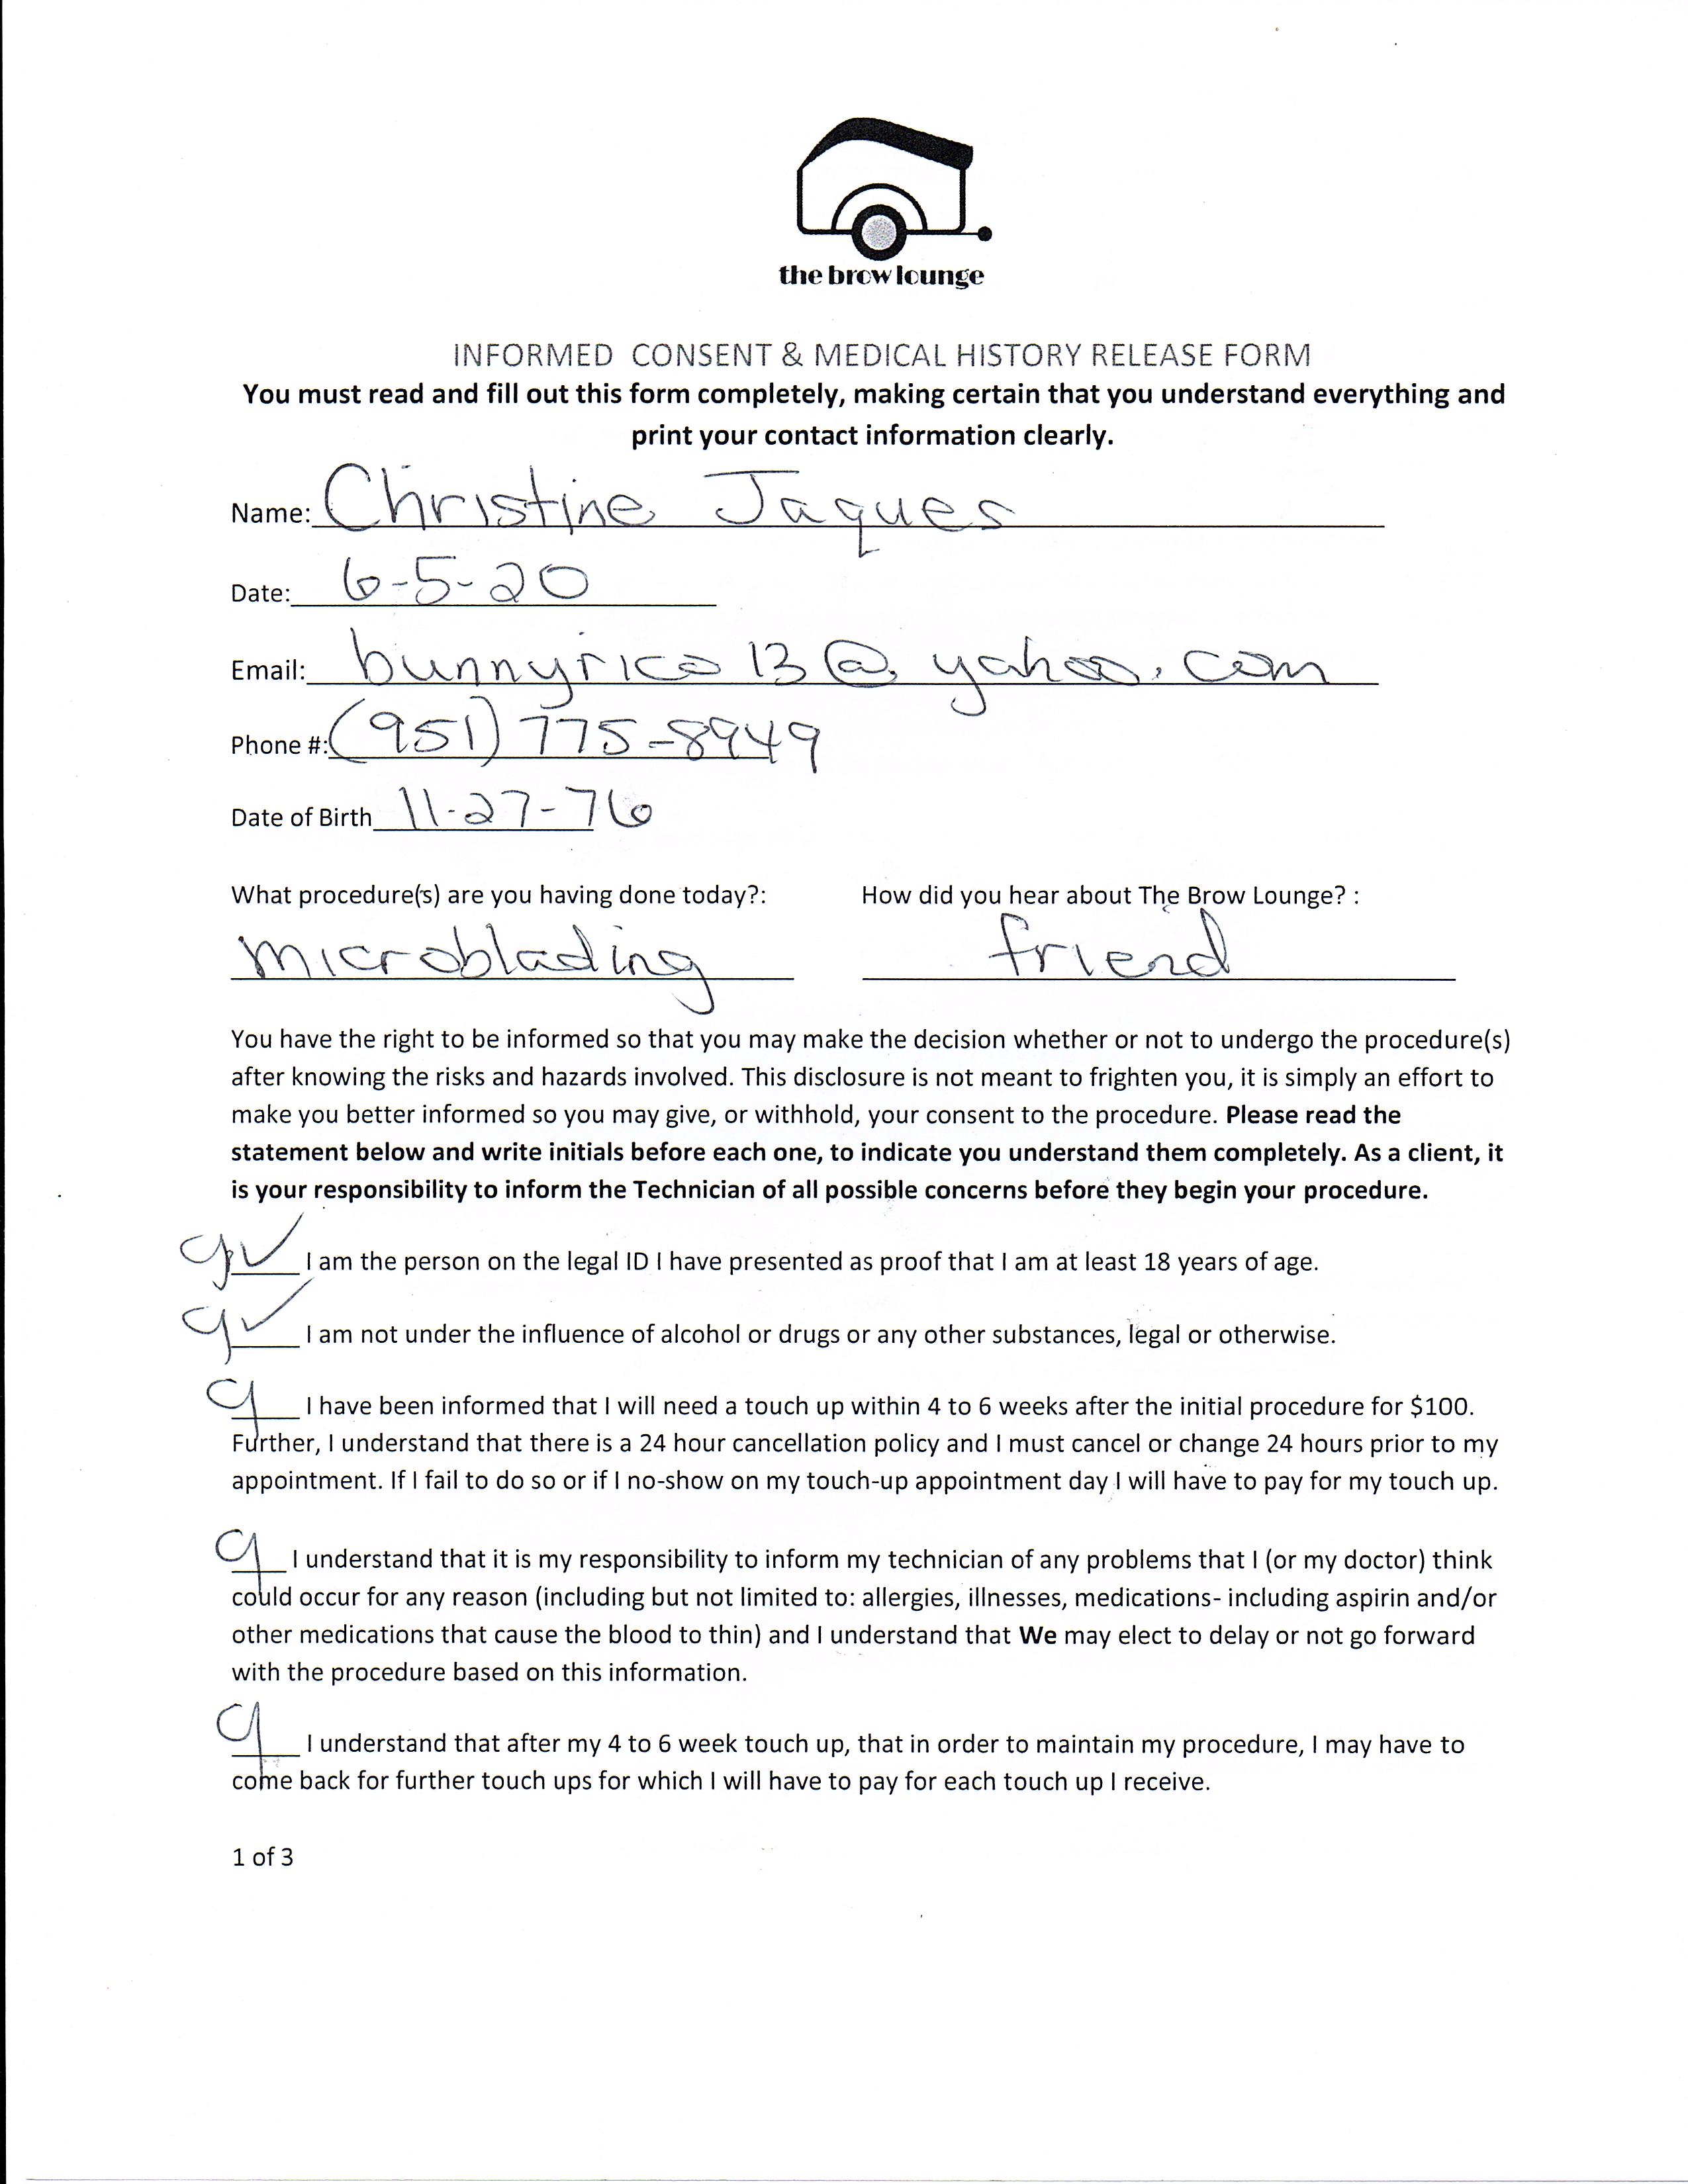 the brow lounge
INFORMED CONSENT & MEDICAL HISTORY RELEASE FORM
You must read and fill out this form completely, making certain that you understand everything and
print your contact information clearly.
Name: Christine Jaques
Date: 6-5-20
Email: bunnyrico13@yahoo.com
Phone #: (951) 775-8949
Date of Birth 11-27-76
What procedure(s) are you having done today?: How did you hear about The Brow Lounge? :
microblading friend
You have the right to be informed so that you may make the decision whether or not to undergo the procedure(s)
after knowing the risks and hazards involved. This disclosure is not meant to frighten you, it is simply an effort to
make you better informed so you may give, or withhold, your consent to the procedure. Please read the
statement below and write initials before each one, to indicate you understand them completely. As a client, it
is your responsibility to inform the Technician of all possible concerns before they begin your procedure.
CJ ✓ I am the person on the legal ID I have presented as proof that I am at least 18 years of age.
CJ ✓ I am not under the influence of alcohol or drugs or any other substances, legal or otherwise.
CJ I have been informed that I will need a touch up within 4 to 6 weeks after the initial procedure for $100.
Further, I understand that there is a 24 hour cancellation policy and I must cancel or change 24 hours prior to my
appointment. If I fail to do so or if I no-show on my touch-up appointment day I will have to pay for my touch up.
CJ I understand that it is my responsibility to inform my technician of any problems that I (or my doctor) think
could occur for any reason (including but not limited to: allergies, illnesses, medications- including aspirin and/or
other medications that cause the blood to thin) and I understand that We may elect to delay or not go forward
with the procedure based on this information.
CJ I understand that after my 4 to 6 week touch up, that in order to maintain my procedure, I may have to
come back for further touch ups for which I will have to pay for each touch up I receive.
1 of 3